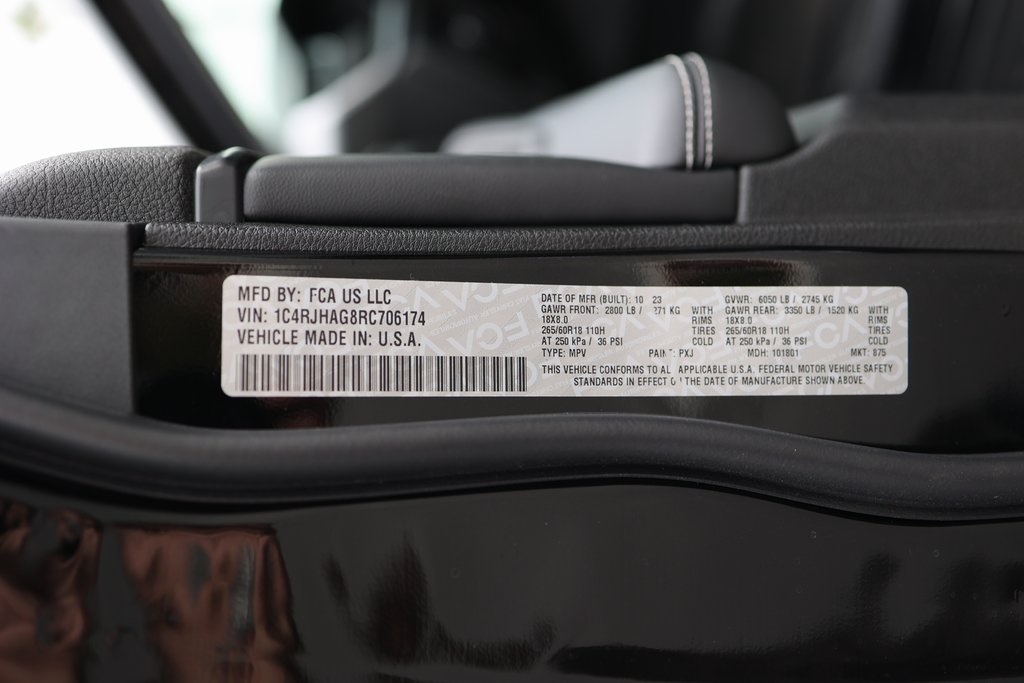 MFD BY: FCA US LLC
VIN: 1C4RJHAG8RC706174
VEHICLE MADE IN: U.S.A.
DATE OF MFR (BUILT): 10 23 GVWR: 6050 LB / 2745 KG
GAWR FRONT: 2800 LB / 271 KG WITH GAWR REAR: 3350 LB / 1520 KG WITH
18X8.0 RIMS 18X8.0 RIMS
265/60R18 110H TIRES 265/60R18 110H TIRES
AT 250 kPa / 36 PSI COLD AT 250 kPa / 36 PSI COLD
TYPE: MPV PAINT: PXJ MDH: 101801 MKT: 875
THIS VEHICLE CONFORMS TO ALL APPLICABLE U.S.A. FEDERAL MOTOR VEHICLE SAFETY
STANDARDS IN EFFECT ON THE DATE OF MANUFACTURE SHOWN ABOVE.